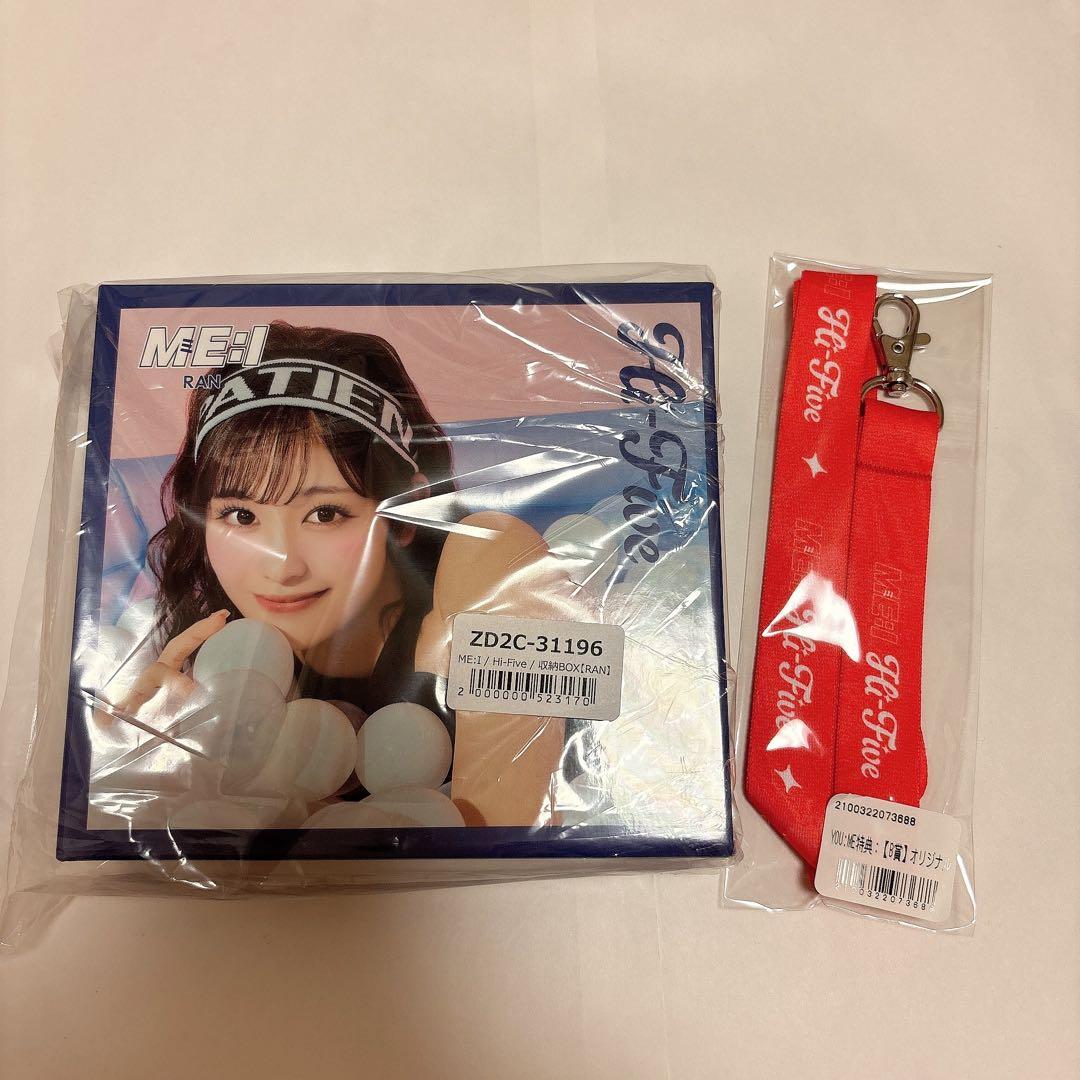 ME:I
RAN
PATIEN
Hi-Five
ZD2C-31196
ME:I / Hi-Five / 収納BOX【RAN】
2 000000 523170
Hi-Five
ME:I
Hi-Five
ME:I
Hi-Five
2100322073688
YOU:ME特典:【B賞】オリジナル